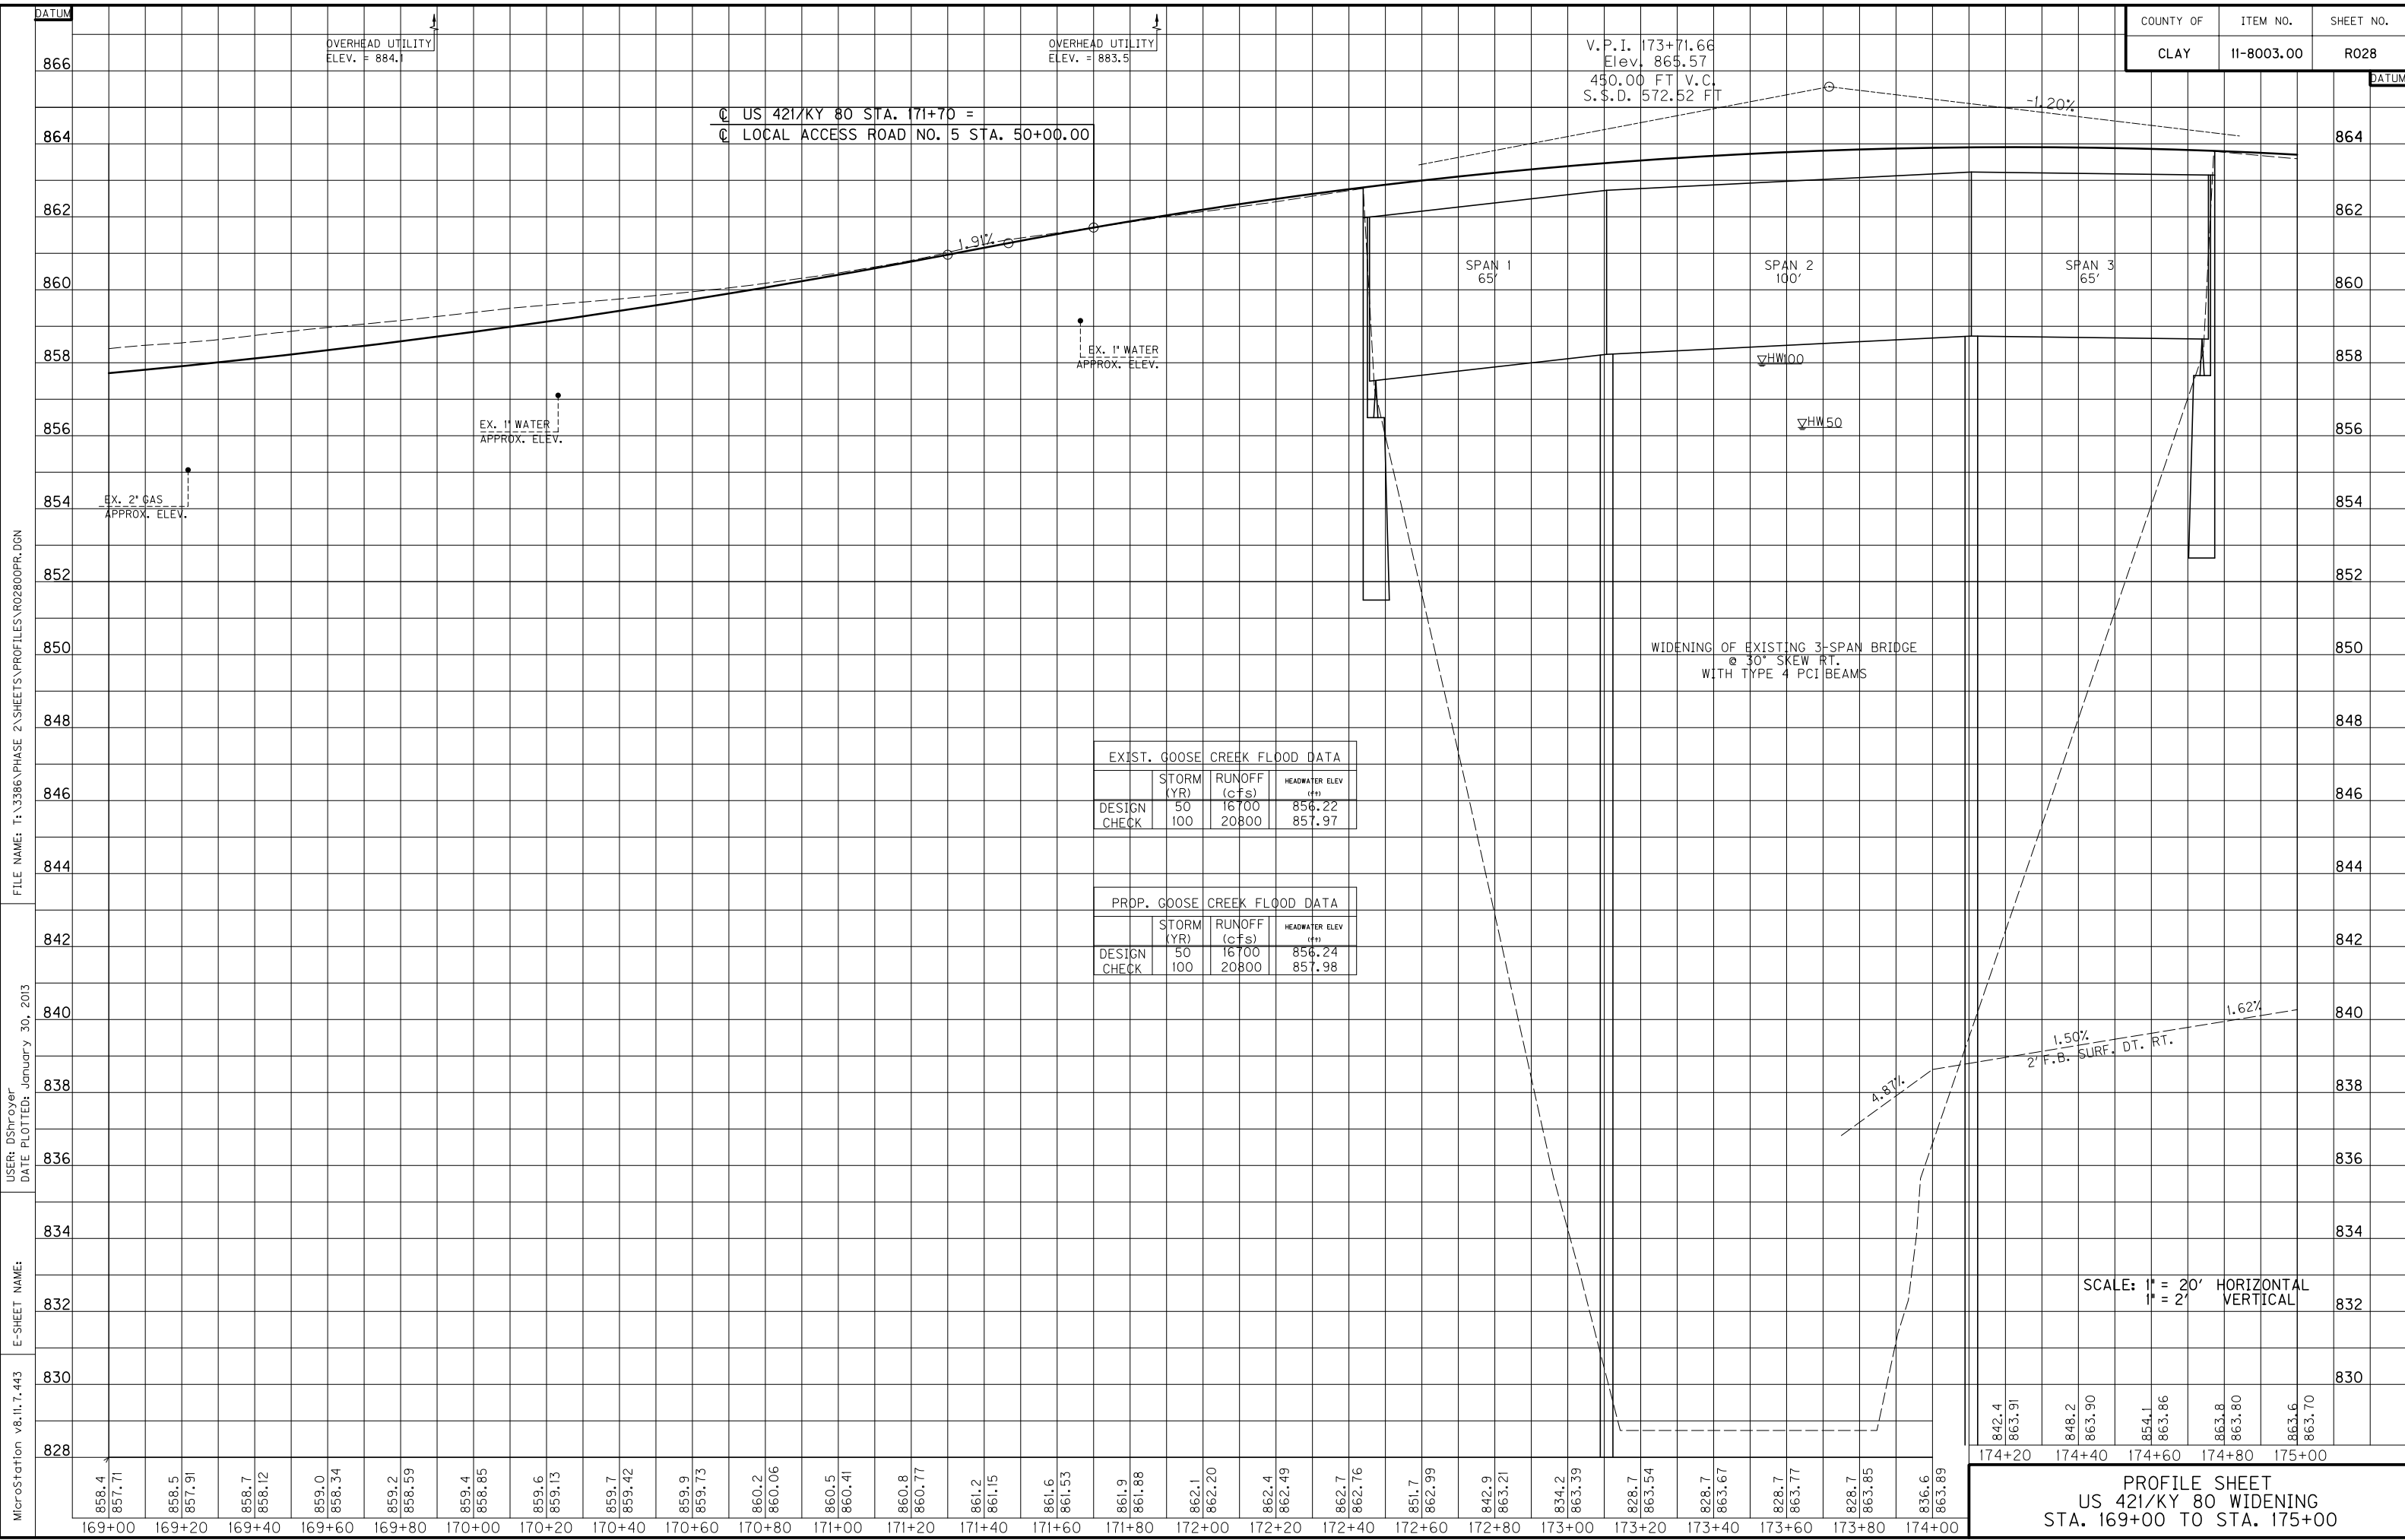 DATUM
OVERHEAD UTILITY
ELEV. = 884.1
OVERHEAD UTILITY
ELEV. = 883.5
V.P.I. 173+71.66
Elev. 865.57
450.00 FT V.C.
S.S.D. 572.52 FT
COUNTY OF ITEM NO. SHEET NO.
CLAY 11-8003.00 R028
DATUM
℄ US 421/KY 80 STA. 171+70 =
℄ LOCAL ACCESS ROAD NO. 5 STA. 50+00.00
-1.20%
1.91%
866
864 864
862 862
860 860
858 858
856 856
854 854
852 852
850 850
848 848
846 846
844 844
842 842
840 840
838 838
836 836
834 834
832 832
830 830
828
SPAN 1
65'
SPAN 2
100'
SPAN 3
65'
EX. 1" WATER
APPROX. ELEV.
HW100
HW50
EX. 1" WATER
APPROX. ELEV.
EX. 2" GAS
APPROX. ELEV.
WIDENING OF EXISTING 3-SPAN BRIDGE
@ 30° SKEW RT.
WITH TYPE 4 PCI BEAMS
EXIST. GOOSE CREEK FLOOD DATA
STORM RUNOFF HEADWATER ELEV
(YR) (cfs) (ft)
DESIGN 50 16700 856.22
CHECK 100 20800 857.97
PROP. GOOSE CREEK FLOOD DATA
STORM RUNOFF HEADWATER ELEV
(YR) (cfs) (ft)
DESIGN 50 16700 856.24
CHECK 100 20800 857.98
4.87%
1.50%
2' F.B. SURF. DT. RT.
1.62%
SCALE: 1" = 20' HORIZONTAL
1" = 2' VERTICAL
858.4 858.5 858.7 859.0 859.2 859.4 859.6 859.7 859.9 860.2 860.5 860.8 861.2 861.6 861.9 862.1 862.4 862.7 851.7 842.9 834.2 828.7 828.7 828.7 828.7 836.6
857.71 857.91 858.12 858.34 858.59 858.85 859.13 859.42 859.73 860.06 860.41 860.77 861.15 861.53 861.88 862.20 862.49 862.76 862.99 863.21 863.39 863.54 863.67 863.77 863.85 863.89
169+00 169+20 169+40 169+60 169+80 170+00 170+20 170+40 170+60 170+80 171+00 171+20 171+40 171+60 171+80 172+00 172+20 172+40 172+60 172+80 173+00 173+20 173+40 173+60 173+80 174+00
842.4 848.2 854.1 863.8 863.6
863.91 863.90 863.86 863.80 863.70
174+20 174+40 174+60 174+80 175+00
PROFILE SHEET
US 421/KY 80 WIDENING
STA. 169+00 TO STA. 175+00
FILE NAME: T:\3386\PHASE 2\SHEETS\PROFILES\R02800PR.DGN
USER: DShroyer
DATE PLOTTED: January 30, 2013
E-SHEET NAME:
MicroStation v8.11.7.443